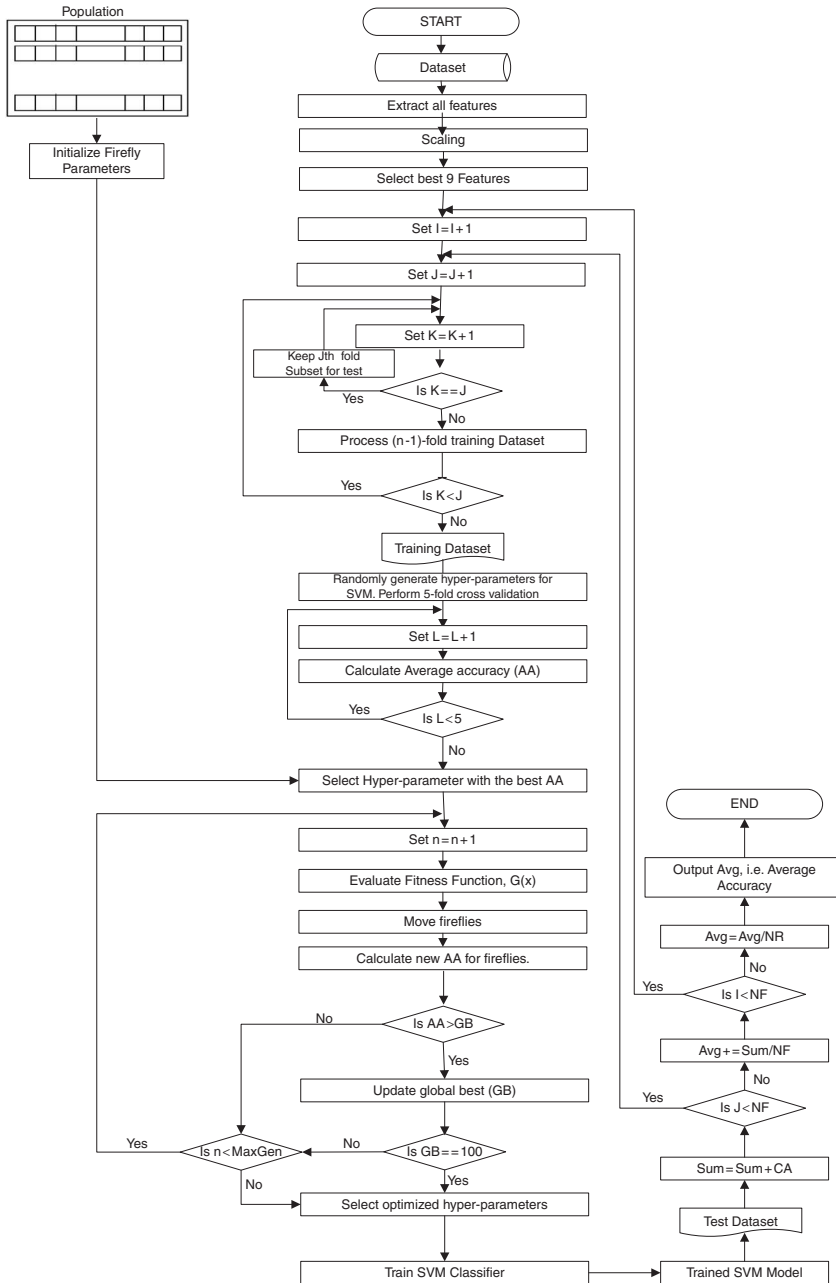 Population
Initialize Firefly
Parameters
START
Dataset
Extract all features
Scaling
Select best 9 Features
Set I=I+1
Set J=J+1
Set K=K+1
Keep Jth fold
Subset for test
Yes
Is K==J
No
Process (n-1)-fold training Dataset
Yes
Is K<J
No
Training Dataset
Randomly generate hyper-parameters for
SVM. Perform 5-fold cross validation
Set L=L+1
Calculate Average accuracy (AA)
Yes
Is L<5
No
Select Hyper-parameter with the best AA
Set n=n+1
Evaluate Fitness Function, G(x)
Move fireflies
Calculate new AA for fireflies.
No
Is AA>GB
Yes
Update global best (GB)
Yes
Is n<MaxGen
No
Is GB==100
No
Yes
Select optimized hyper-parameters
Train SVM Classifier
Trained SVM Model
Test Dataset
Sum=Sum+CA
Yes
Is J<NF
No
Avg+=Sum/NF
Yes
Is I<NF
No
Avg=Avg/NR
Output Avg, i.e. Average
Accuracy
END